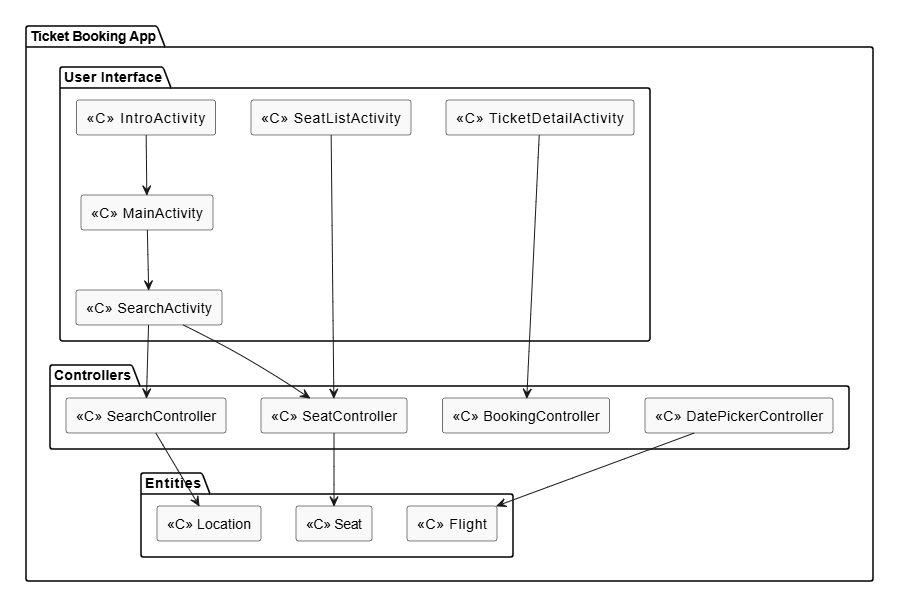 Ticket Booking App
User Interface
«C» IntroActivity
«C» SeatListActivity
«C» TicketDetailActivity
«C» MainActivity
«C» SearchActivity
Controllers
«C» SearchController
«C» SeatController
«C» BookingController
«C» DatePickerController
Entities
«C» Location
«C» Seat
«C» Flight